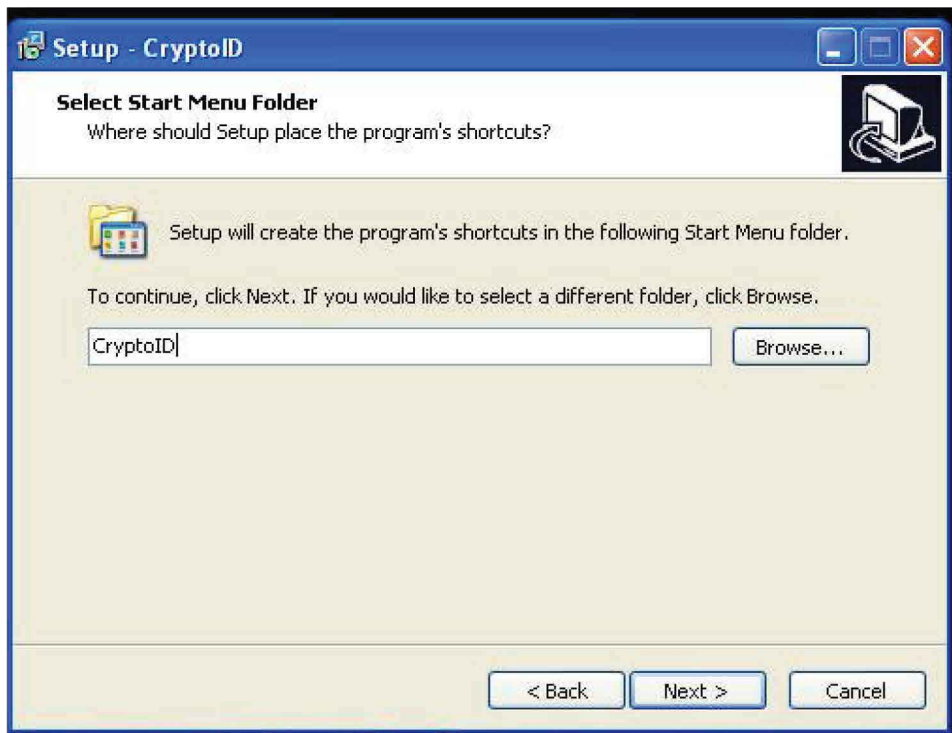 Setup - CryptoID
Select Start Menu Folder
Where should Setup place the program's shortcuts?
Setup will create the program's shortcuts in the following Start Menu folder.
To continue, click Next. If you would like to select a different folder, click Browse.
CryptoID
Browse...
< Back
Next >
Cancel